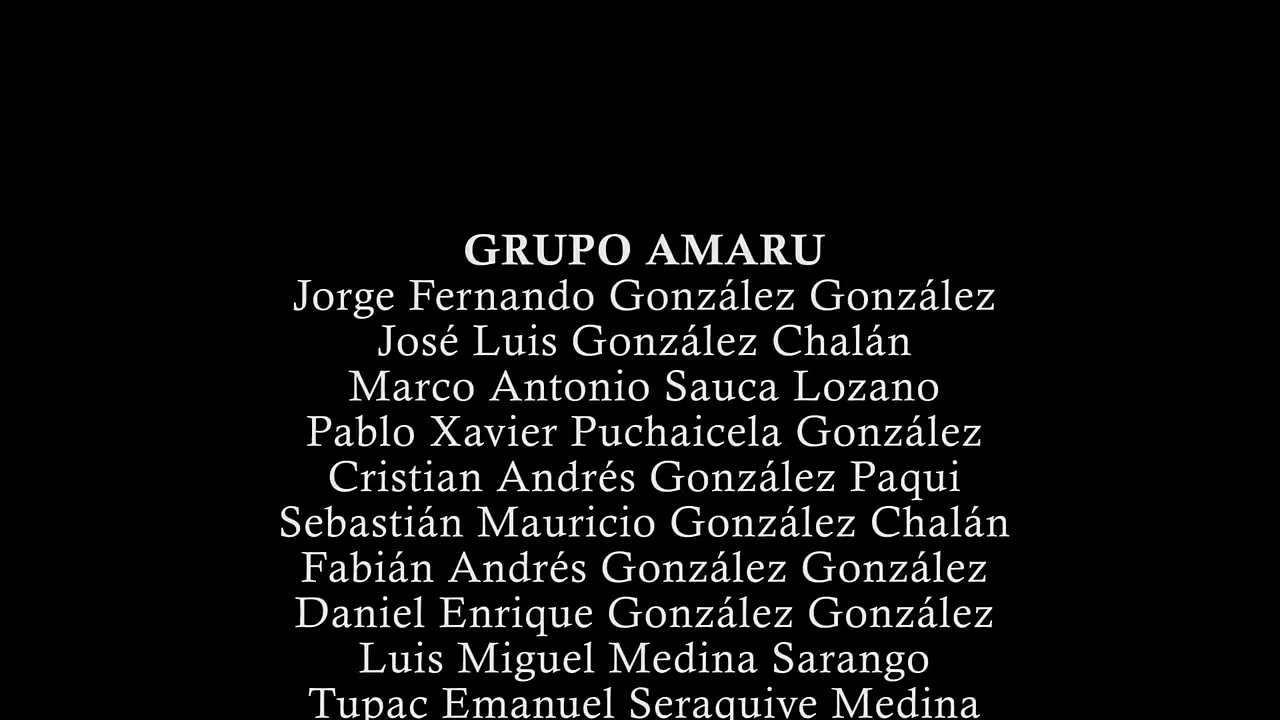 GRUPO AMARU
Jorge Fernando González González
José Luis González Chalán
Marco Antonio Sauca Lozano
Pablo Xavier Puchaicela González
Cristian Andrés González Paqui
Sebastián Mauricio González Chalán
Fabián Andrés González González
Daniel Enrique González González
Luis Miguel Medina Sarango
Tupac Emanuel Seraquive Medina